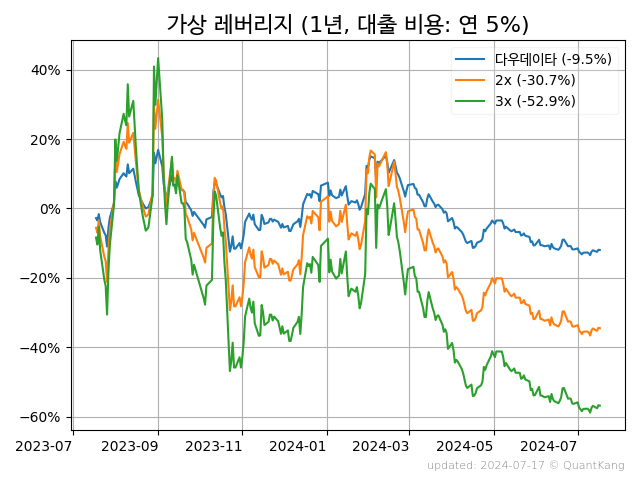 가상 레버리지 (1년, 대출 비용: 연 5%)
다우데이타 (-9.5%)
2x (-30.7%)
3x (-52.9%)
40%
20%
0%
−20%
−40%
−60%
2023-07 2023-09 2023-11 2024-01 2024-03 2024-05 2024-07
updated: 2024-07-17 © QuantKang